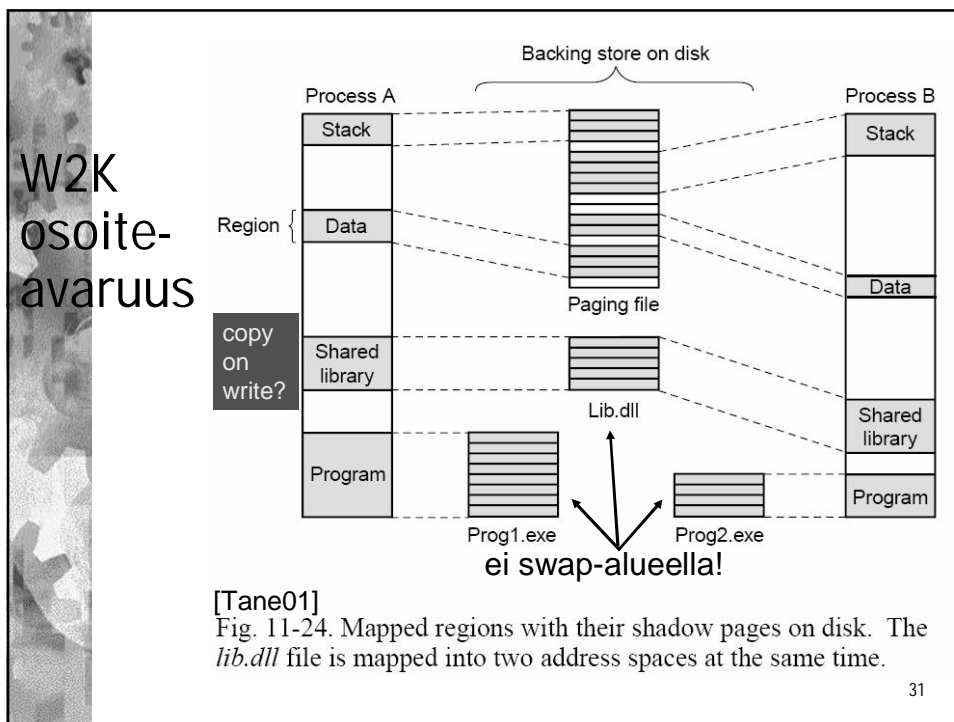 W2K
osoite-
avaruus
Backing store on disk
Process A
Process B
Stack
Stack
Region
Data
Data
Paging file
copy
on
write?
Shared
library
Lib.dll
Shared
library
Program
Program
Prog1.exe
Prog2.exe
ei swap-alueella!
[Tane01]
Fig. 11-24. Mapped regions with their shadow pages on disk. The
lib.dll file is mapped into two address spaces at the same time.
31